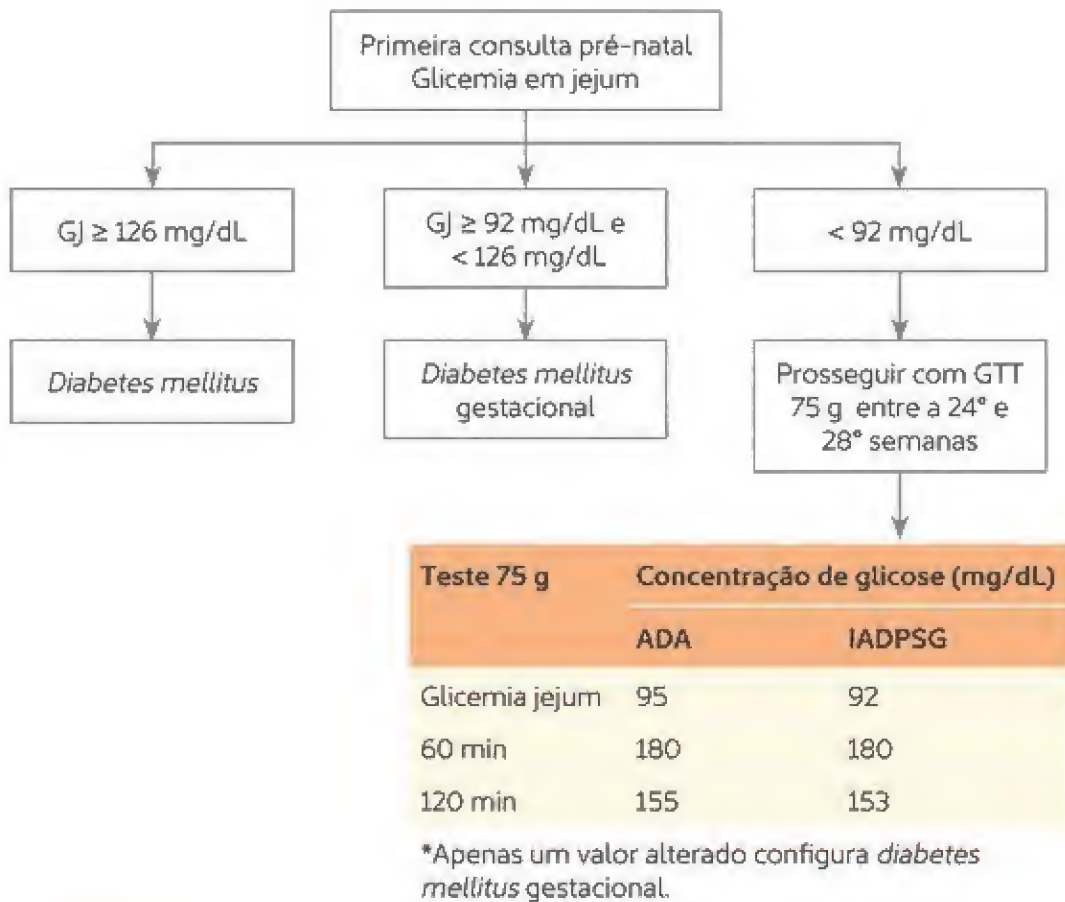 Primeira consulta pré-natal
Glicemia em jejum
GJ ≥ 126 mg/dL
GJ ≥ 92 mg/dL e
< 126 mg/dL
< 92 mg/dL
Diabetes mellitus
Diabetes mellitus
gestacional
Prosseguir com GTT
75 g entre a 24° e
28° semanas
Teste 75 g Concentração de glicose (mg/dL)
ADA IADPSG
Glicemia jejum 95 92
60 min 180 180
120 min 155 153
*Apenas um valor alterado configura diabetes
mellitus gestacional.